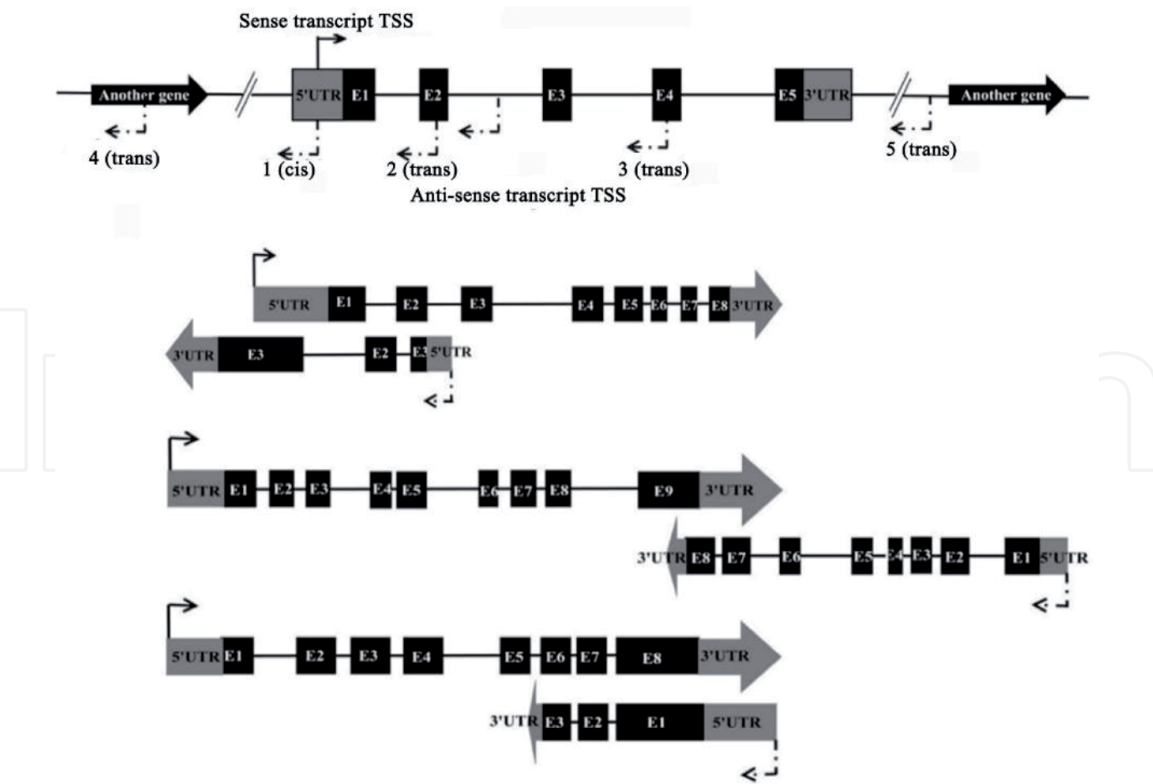 Sense transcript TSS
Another gene 5'UTR E1 E2 E3 E4 E5 3'UTR Another gene
4 (trans) 1 (cis) 2 (trans) 3 (trans) 5 (trans)
Anti-sense transcript TSS
5'UTR E1 E2 E3 E4 E5 E6 E7 E8 3'UTR
3'UTR E3 E2 E3 5'UTR
5'UTR E1 E2 E3 E4 E5 E6 E7 E8 E9 3'UTR
3'UTR E8 E7 E6 E5 E4 E3 E2 E1 5'UTR
5'UTR E1 E2 E3 E4 E5 E6 E7 E8 3'UTR
3'UTR E3 E2 E1 5'UTR